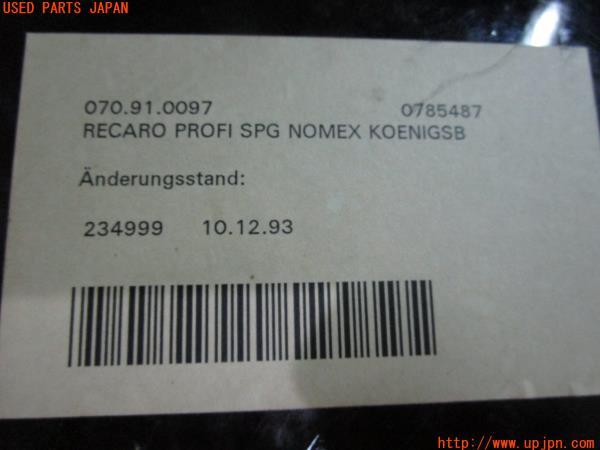 USED PARTS JAPAN
070.91.0097 0785487
RECARO PROFI SPG NOMEX KOENIGSB
Änderungsstand:
234999 10.12.93
http://www.upjpn.com/